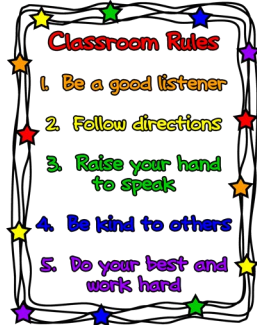 Classroom Rules
1. Be a good listener
2. Follow directions
3. Raise your hand
to speak
4. Be kind to others
5. Do your best and
work hard